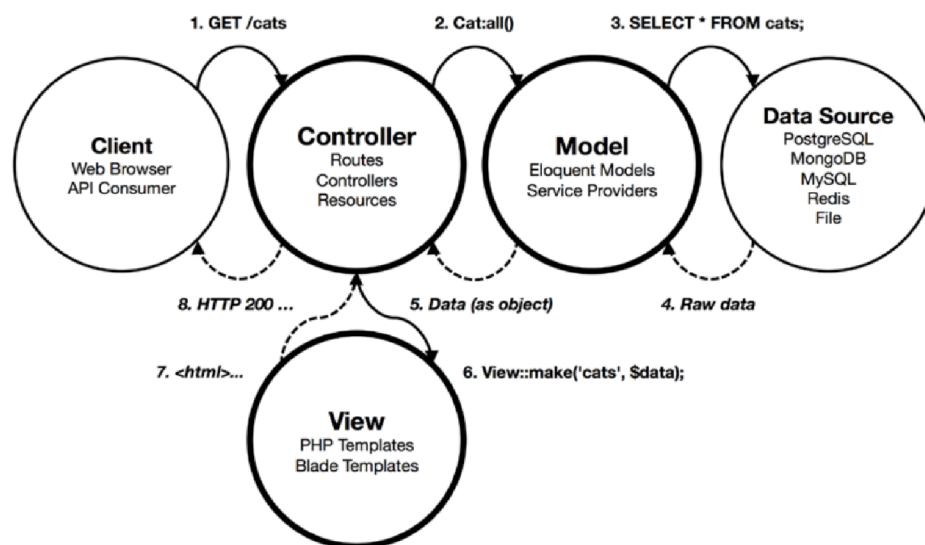 1. GET /cats
2. Cat:all()
3. SELECT * FROM cats;
Client
Web Browser
API Consumer
Controller
Routes
Controllers
Resources
Model
Eloquent Models
Service Providers
Data Source
PostgreSQL
MongoDB
MySQL
Redis
File
8. HTTP 200 ...
5. Data (as object)
4. Raw data
7. <html>...
6. View::make('cats', $data);
View
PHP Templates
Blade Templates